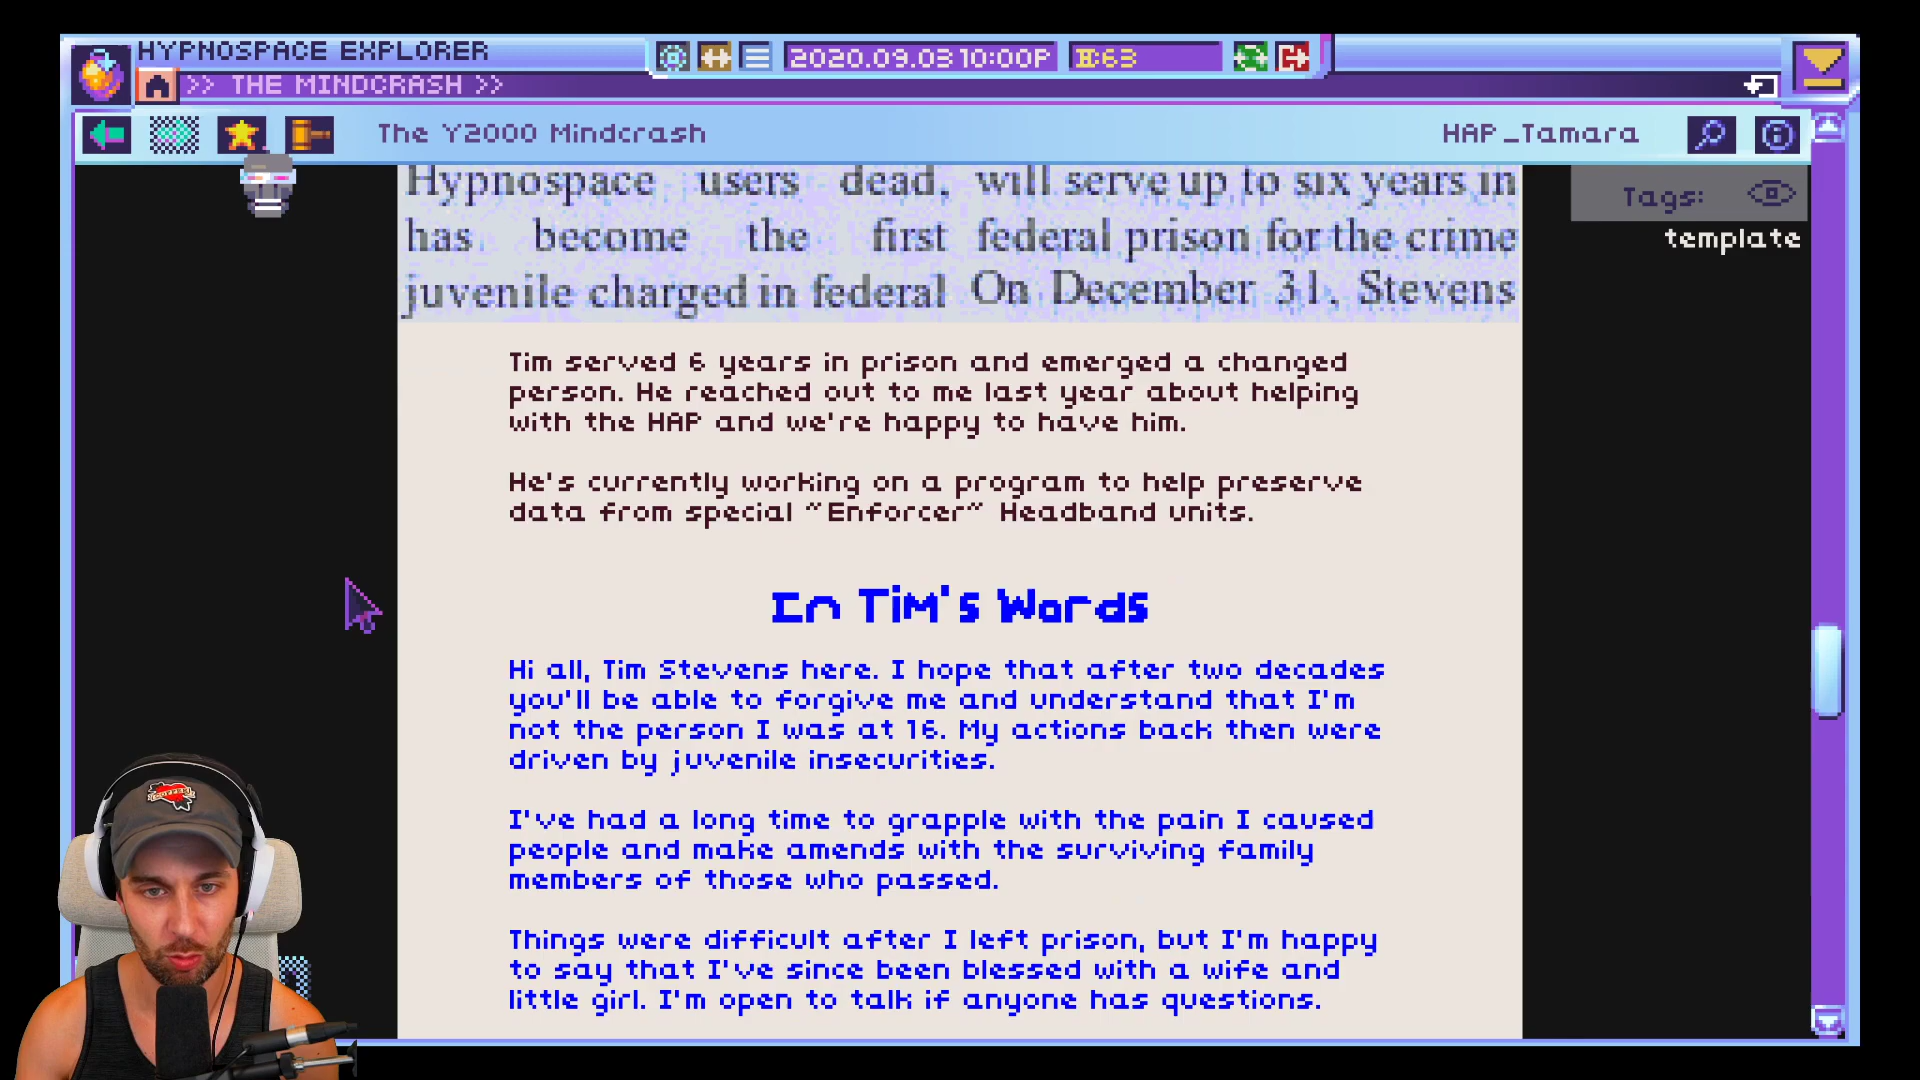 HYPNOSPACE EXPLORER
2020.09.03 10:00P
63
>> THE MINDCRASH >>
The Y2000 Mindcrash
HAP_Tamara
Tags:
template
Hypnospace users dead,
has become the first
juvenile charged in federal
will serve up to six years in
federal prison for the crime
On December 31, Stevens
Tim served 6 years in prison and emerged a changed
person. He reached out to me last year about helping
with the HAP and we're happy to have him.
He's currently working on a program to help preserve
data from special "Enforcer" Headband units.
In Tim's Words
Hi all, Tim Stevens here. I hope that after two decades
you'll be able to forgive me and understand that I'm
not the person I was at 16. My actions back then were
driven by juvenile insecurities.
I've had a long time to grapple with the pain I caused
people and make amends with the surviving family
members of those who passed.
Things were difficult after I left prison, but I'm happy
to say that I've since been blessed with a wife and
little girl. I'm open to talk if anyone has questions.